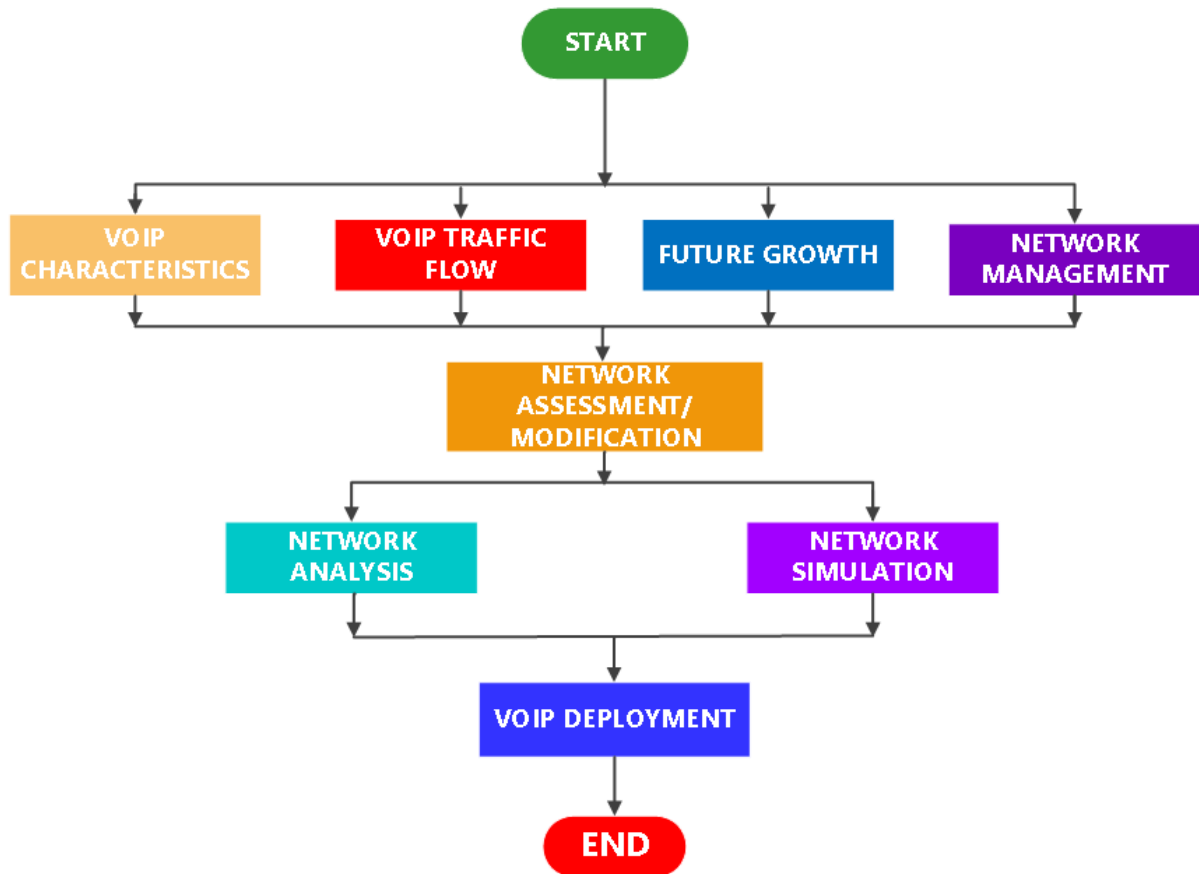 START
VOIP
CHARACTERISTICS
VOIP TRAFFIC
FLOW
FUTURE GROWTH
NETWORK
MANAGEMENT
NETWORK
ASSESSMENT/
MODIFICATION
NETWORK
ANALYSIS
NETWORK
SIMULATION
VOIP DEPLOYMENT
END